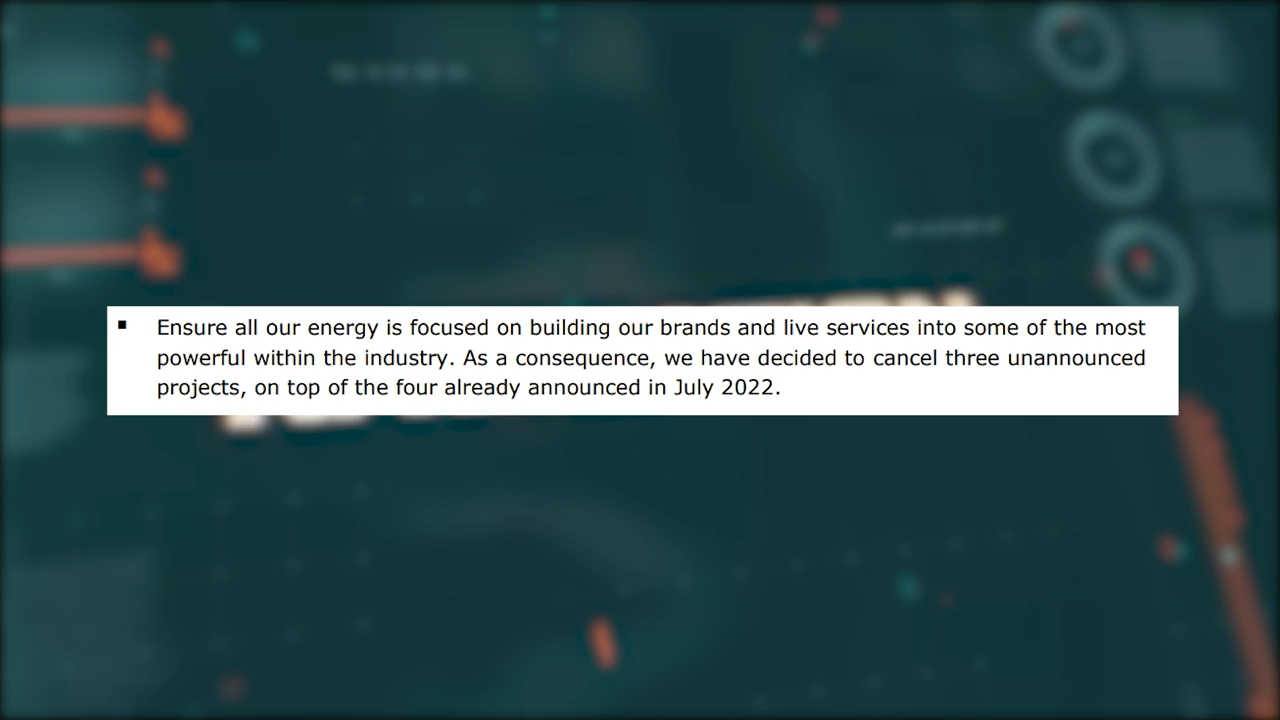 ▪ Ensure all our energy is focused on building our brands and live services into some of the most
powerful within the industry. As a consequence, we have decided to cancel three unannounced
projects, on top of the four already announced in July 2022.